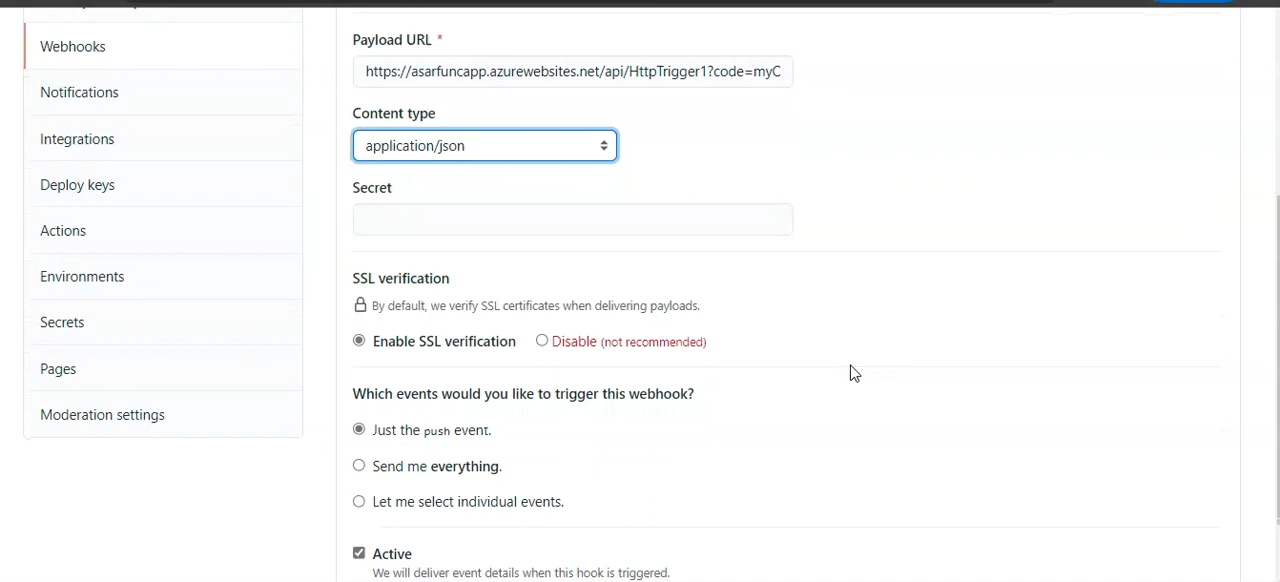 Webhooks
Notifications
Integrations
Deploy keys
Actions
Environments
Secrets
Pages
Moderation settings
Payload URL *
https://asarfuncapp.azurewebsites.net/api/HttpTrigger1?code=myC
Content type
application/json
Secret
SSL verification
By default, we verify SSL certificates when delivering payloads.
Enable SSL verification Disable (not recommended)
Which events would you like to trigger this webhook?
Just the push event.
Send me everything.
Let me select individual events.
Active
We will deliver event details when this hook is triggered.